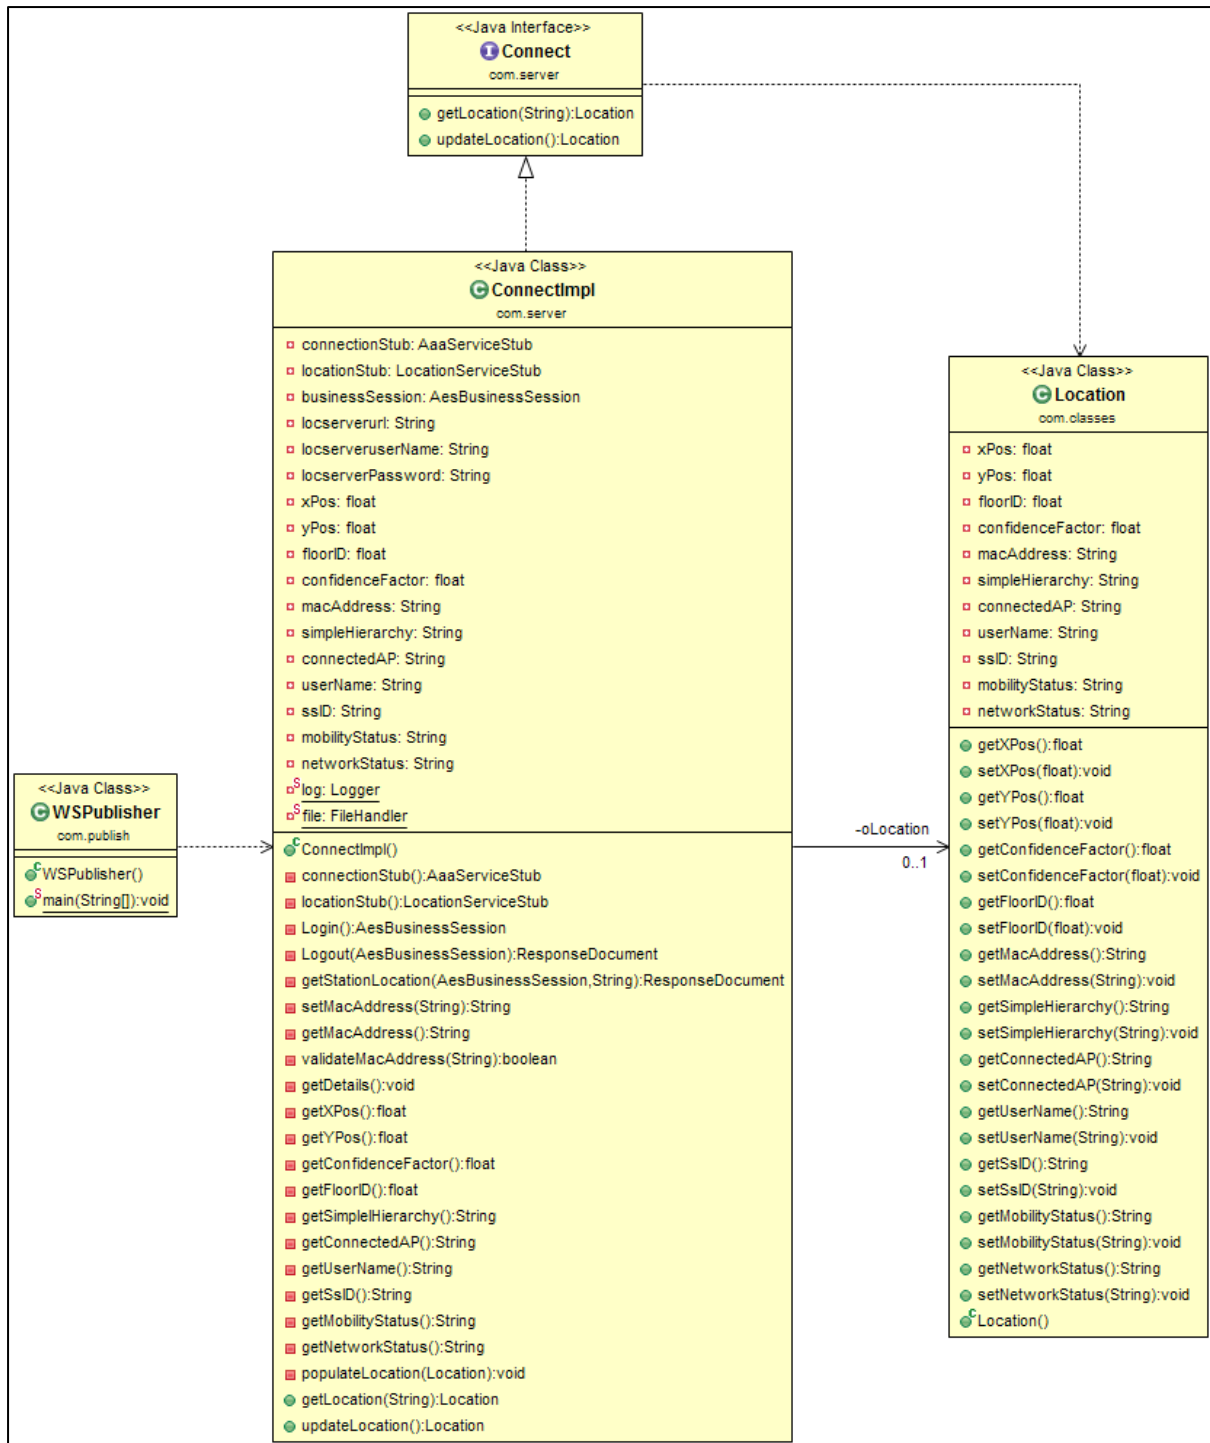 <<Java Interface>>
Connect
com.server
getLocation(String):Location
updateLocation():Location
<<Java Class>>
ConnectImpl
com.server
connectionStub: AaaServiceStub
locationStub: LocationServiceStub
businessSession: AesBusinessSession
locserverurl: String
locserveruserName: String
locserverPassword: String
xPos: float
yPos: float
floorID: float
confidenceFactor: float
macAddress: String
simpleHierarchy: String
connectedAP: String
userName: String
ssID: String
mobilityStatus: String
networkStatus: String
log: Logger
file: FileHandler
ConnectImpl()
connectionStub():AaaServiceStub
locationStub():LocationServiceStub
Login():AesBusinessSession
Logout(AesBusinessSession):ResponseDocument
getStationLocation(AesBusinessSession,String):ResponseDocument
setMacAddress(String):String
getMacAddress():String
validateMacAddress(String):boolean
getDetails():void
getXPos():float
getYPos():float
getConfidenceFactor():float
getFloorID():float
getSimplelHierarchy():String
getConnectedAP():String
getUserName():String
getSsID():String
getMobilityStatus():String
getNetworkStatus():String
populateLocation(Location):void
getLocation(String):Location
updateLocation():Location
<<Java Class>>
WSPublisher
com.publish
WSPublisher()
main(String[]):void
-oLocation
0..1
<<Java Class>>
Location
com.classes
xPos: float
yPos: float
floorID: float
confidenceFactor: float
macAddress: String
simpleHierarchy: String
connectedAP: String
userName: String
ssID: String
mobilityStatus: String
networkStatus: String
getXPos():float
setXPos(float):void
getYPos():float
setYPos(float):void
getConfidenceFactor():float
setConfidenceFactor(float):void
getFloorID():float
setFloorID(float):void
getMacAddress():String
setMacAddress(String):void
getSimpleHierarchy():String
setSimpleHierarchy(String):void
getConnectedAP():String
setConnectedAP(String):void
getUserName():String
setUserName(String):void
getSsID():String
setSsID(String):void
getMobilityStatus():String
setMobilityStatus(String):void
getNetworkStatus():String
setNetworkStatus(String):void
Location()